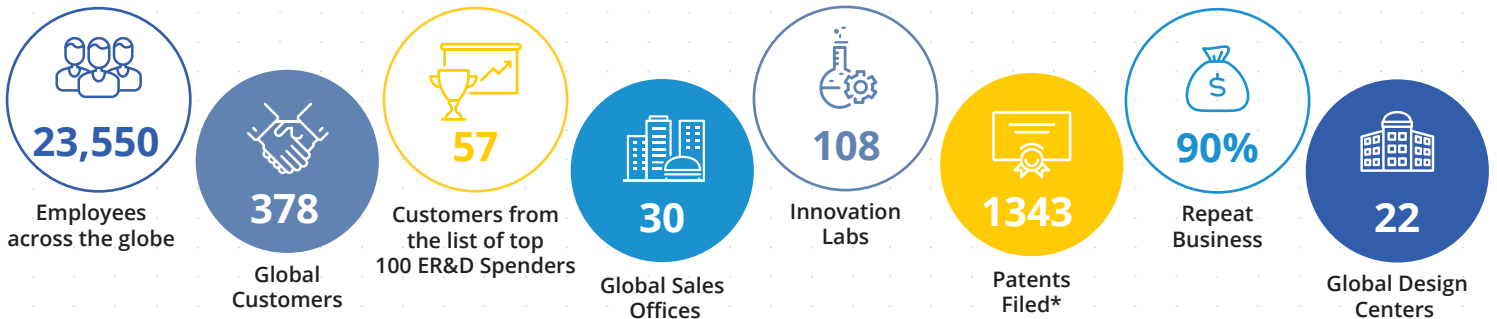 23,550
Employees
across the globe
378
Global
Customers
57
Customers from
the list of top
100 ER&D Spenders
30
Global Sales
Offices
108
Innovation
Labs
1343
Patents
Filed*
$
90%
Repeat
Business
22
Global Design
Centers